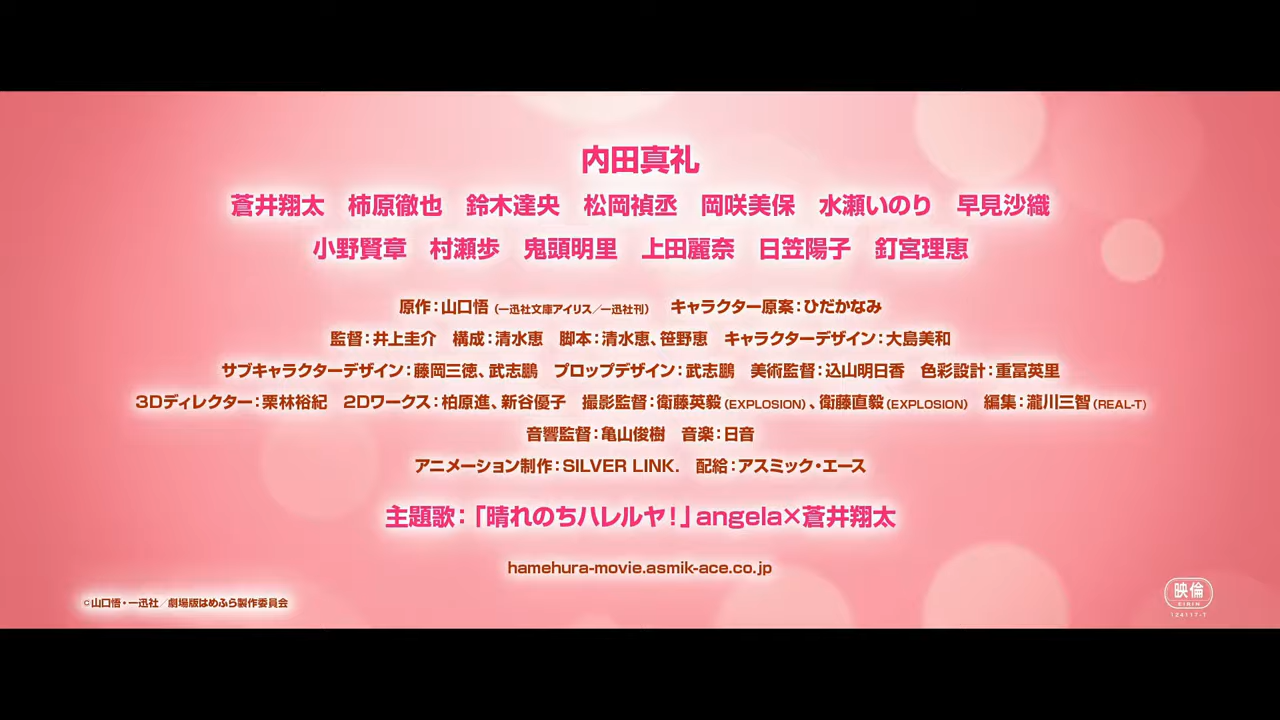 内田真礼
蒼井翔太　柿原徹也　鈴木達央　松岡禎丞　岡咲美保　水瀬いのり　早見沙織
小野賢章　村瀬歩　鬼頭明里　上田麗奈　日笠陽子　釘宮理恵
原作：山口悟（一迅社文庫アイリス／一迅社刊）　キャラクター原案：ひだかなみ
監督：井上圭介　構成：清水恵　脚本：清水恵、笹野恵　キャラクターデザイン：大島美和
サブキャラクターデザイン：藤岡三徳、武志鵬　プロップデザイン：武志鵬　美術監督：込山明日香　色彩設計：重冨英里
3Dディレクター：栗林裕紀　2Dワークス：柏原進、新谷優子　撮影監督：衛藤英毅（EXPLOSION）、衛藤直毅（EXPLOSION）　編集：瀧川三智（REAL-T）
音響監督：亀山俊樹　音楽：日音
アニメーション制作：SILVER LINK.　配給：アスミック・エース
主題歌：「晴れのちハレルヤ！」angela×蒼井翔太
hamehura-movie.asmik-ace.co.jp
©山口悟・一迅社／劇場版はめふら製作委員会
映倫
EIRIN
124117-7